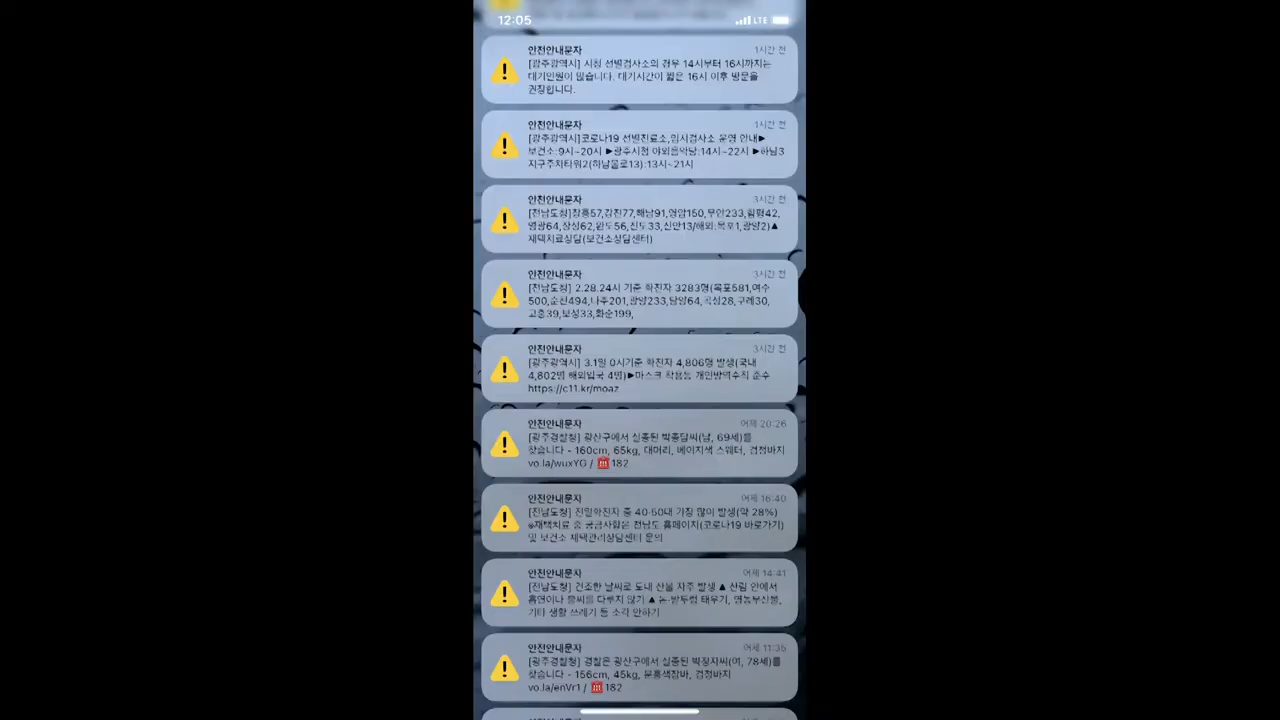 12:05
LTE
안전안내문자
1시간 전
[광주광역시] 시청 선별검사소의 경우 14시부터 16시까지는
대기인원이 많습니다. 대기시간이 짧은 16시 이후 방문을
권장합니다.
안전안내문자
1시간 전
[광주광역시]코로나19 선별진료소,임시검사소 운영 안내▶
보건소:9시~20시 ▶광주시청 야외음악당:14시~22시 ▶하남3
지구주차타워2(하남울로13):13시~21시
안전안내문자
3시간 전
[전남도청]장흥57,강진77,해남91,영암150,무안233,함평42,
영광64,장성62,완도56,진도33,신안13/해외:목포1,광양2)▲
재택치료상담(보건소상담센터)
안전안내문자
3시간 전
[전남도청] 2.28.24시 기준 확진자 3283명(목포581,여수
500,순천494,나주201,광양233,담양64,곡성28,구례30,
고흥39,보성33,화순199,
안전안내문자
3시간 전
[광주광역시] 3.1일 0시기준 확진자 4,806명 발생(국내
4,802명 해외입국 4명)▶마스크 착용등 개인방역수칙 준수
https://c11.kr/moaz
안전안내문자
어제 20:26
[광주경찰청] 광산구에서 실종된 박종달씨(남, 69세)를
찾습니다 - 160cm, 65kg, 대머리, 베이지색 스웨터, 검정바지
vo.la/wuxYG / ☎182
안전안내문자
어제 16:40
[전남도청] 전일확진자 중 40-50대 가장 많이 발생(약 28%)
※재택치료 중 궁금사항은 전남도 홈페이지(코로나19 바로가기)
및 보건소 재택관리상담센터 문의
안전안내문자
어제 14:41
[전남도청] 건조한 날씨로 도내 산불 자주 발생 ▲ 산림 안에서
흡연이나 불씨를 다루지 않기 ▲ 논·밭두렁 태우기, 영농부산물,
기타 생활 쓰레기 등 소각 안하기
안전안내문자
어제 11:35
[광주경찰청] 경찰은 광산구에서 실종된 박정자씨(여, 78세)를
찾습니다 - 156cm, 45kg, 분홍색잠바, 검정바지
vo.la/enVr1 / ☎182